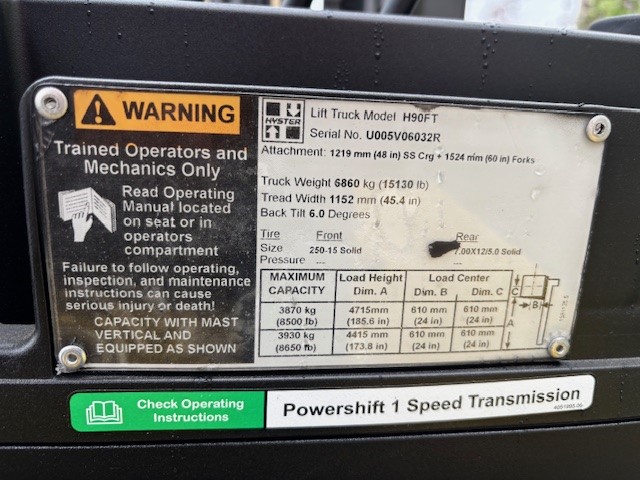 WARNING
Trained Operators and
Mechanics Only
Read Operating
Manual located
on seat or in
operators
compartment
Failure to follow operating,
inspection, and maintenance
instructions can cause
serious injury or death!
CAPACITY WITH MAST
VERTICAL AND
EQUIPPED AS SHOWN
HYSTER
Lift Truck Model H90FT
Serial No. U005V06032R
Attachment: 1219 mm (48 in) SS Crg + 1524 mm (60 in) Forks
Truck Weight 6860 kg (15130 lb)
Tread Width 1152 mm (45.4 in)
Back Tilt 6.0 Degrees
Tire Front Rear
Size 250-15 Solid 7.00X12/5.0 Solid
Pressure --- ---
MAXIMUM CAPACITY Load Height Dim. A Load Center Dim. B Dim. C
3870 kg (8500 lb) 4715mm (185.6 in) 610 mm (24 in) 610 mm (24 in)
3930 kg (8650 lb) 4415 mm (173.8 in) 610 mm (24 in) 610 mm (24 in)
C
B
A
Check Operating
Instructions
Powershift 1 Speed Transmission